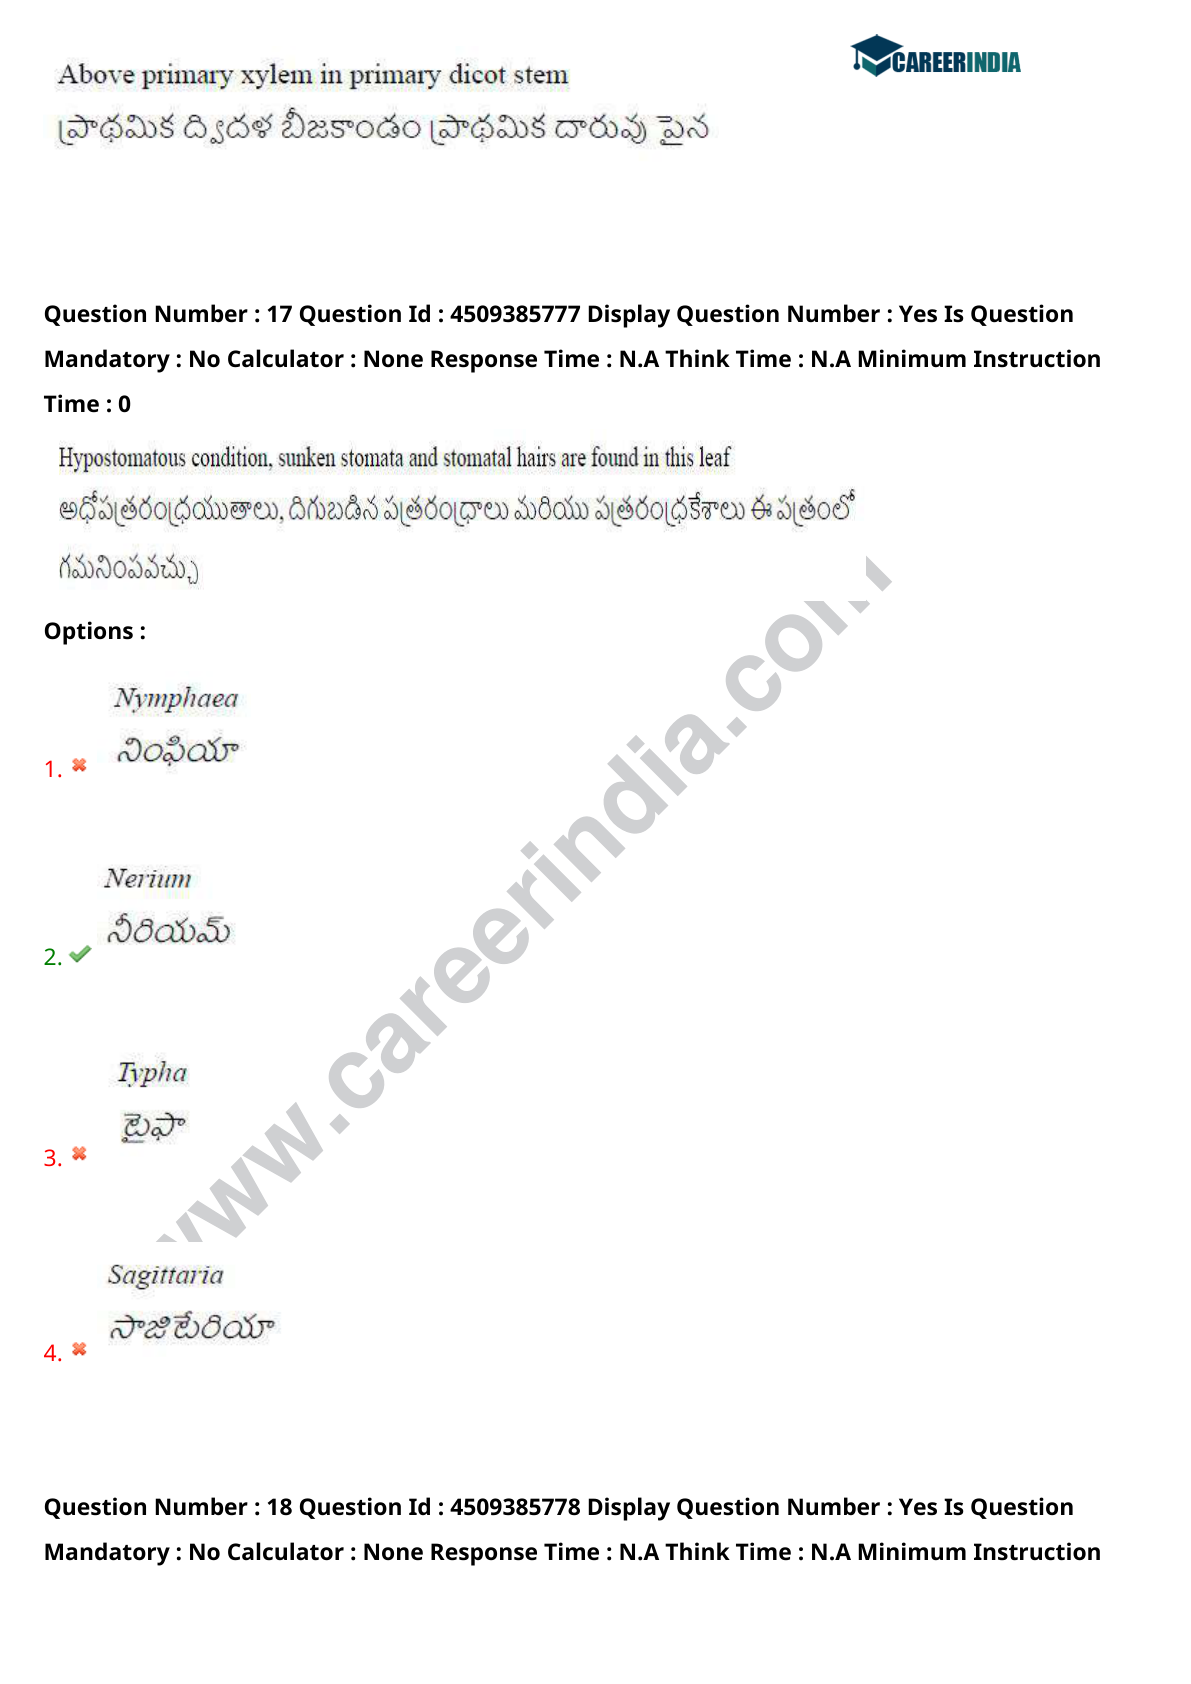 CAREERINDIA
Above primary xylem in primary dicot stem
ప్రాథమిక ద్విదళ బీజకాండం ప్రాథమిక దారువు పైన
Question Number : 17 Question Id : 4509385777 Display Question Number : Yes Is Question
Mandatory : No Calculator : None Response Time : N.A Think Time : N.A Minimum Instruction
Time : 0
Hypostomatous condition, sunken stomata and stomatal hairs are found in this leaf
అధోపత్రరంధ్రయుతాలు, దిగుబడిన పత్రరంధ్రాలు మరియు పత్రరంధ్రకేశాలు ఈ పత్రంలో
గమనింపవచ్చు
Options :
Nymphaea
నింఫియా
1.
Nerium
నీరియమ్
2.
Typha
టైఫా
3.
Sagittaria
సాజిటేరియా
4.
www.careerindia.com
Question Number : 18 Question Id : 4509385778 Display Question Number : Yes Is Question
Mandatory : No Calculator : None Response Time : N.A Think Time : N.A Minimum Instruction